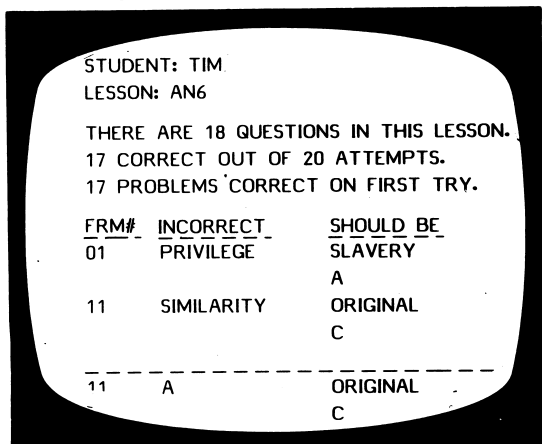 STUDENT: TIM
LESSON: AN6
THERE ARE 18 QUESTIONS IN THIS LESSON.
17 CORRECT OUT OF 20 ATTEMPTS.
17 PROBLEMS CORRECT ON FIRST TRY.
FRM# INCORRECT SHOULD BE
01 PRIVILEGE SLAVERY
A
11 SIMILARITY ORIGINAL
C
11 A ORIGINAL
C